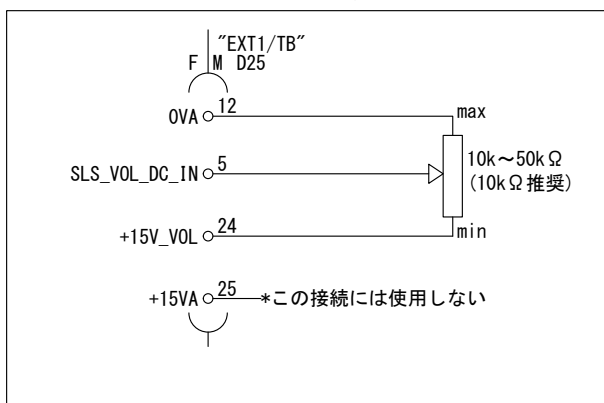 "EXT1/TB"
F M D25
0VA 12 max
10k～50kΩ
SLS_VOL_DC_IN 5 (10kΩ推奨)
+15V_VOL 24 min
+15VA 25 *この接続には使用しない